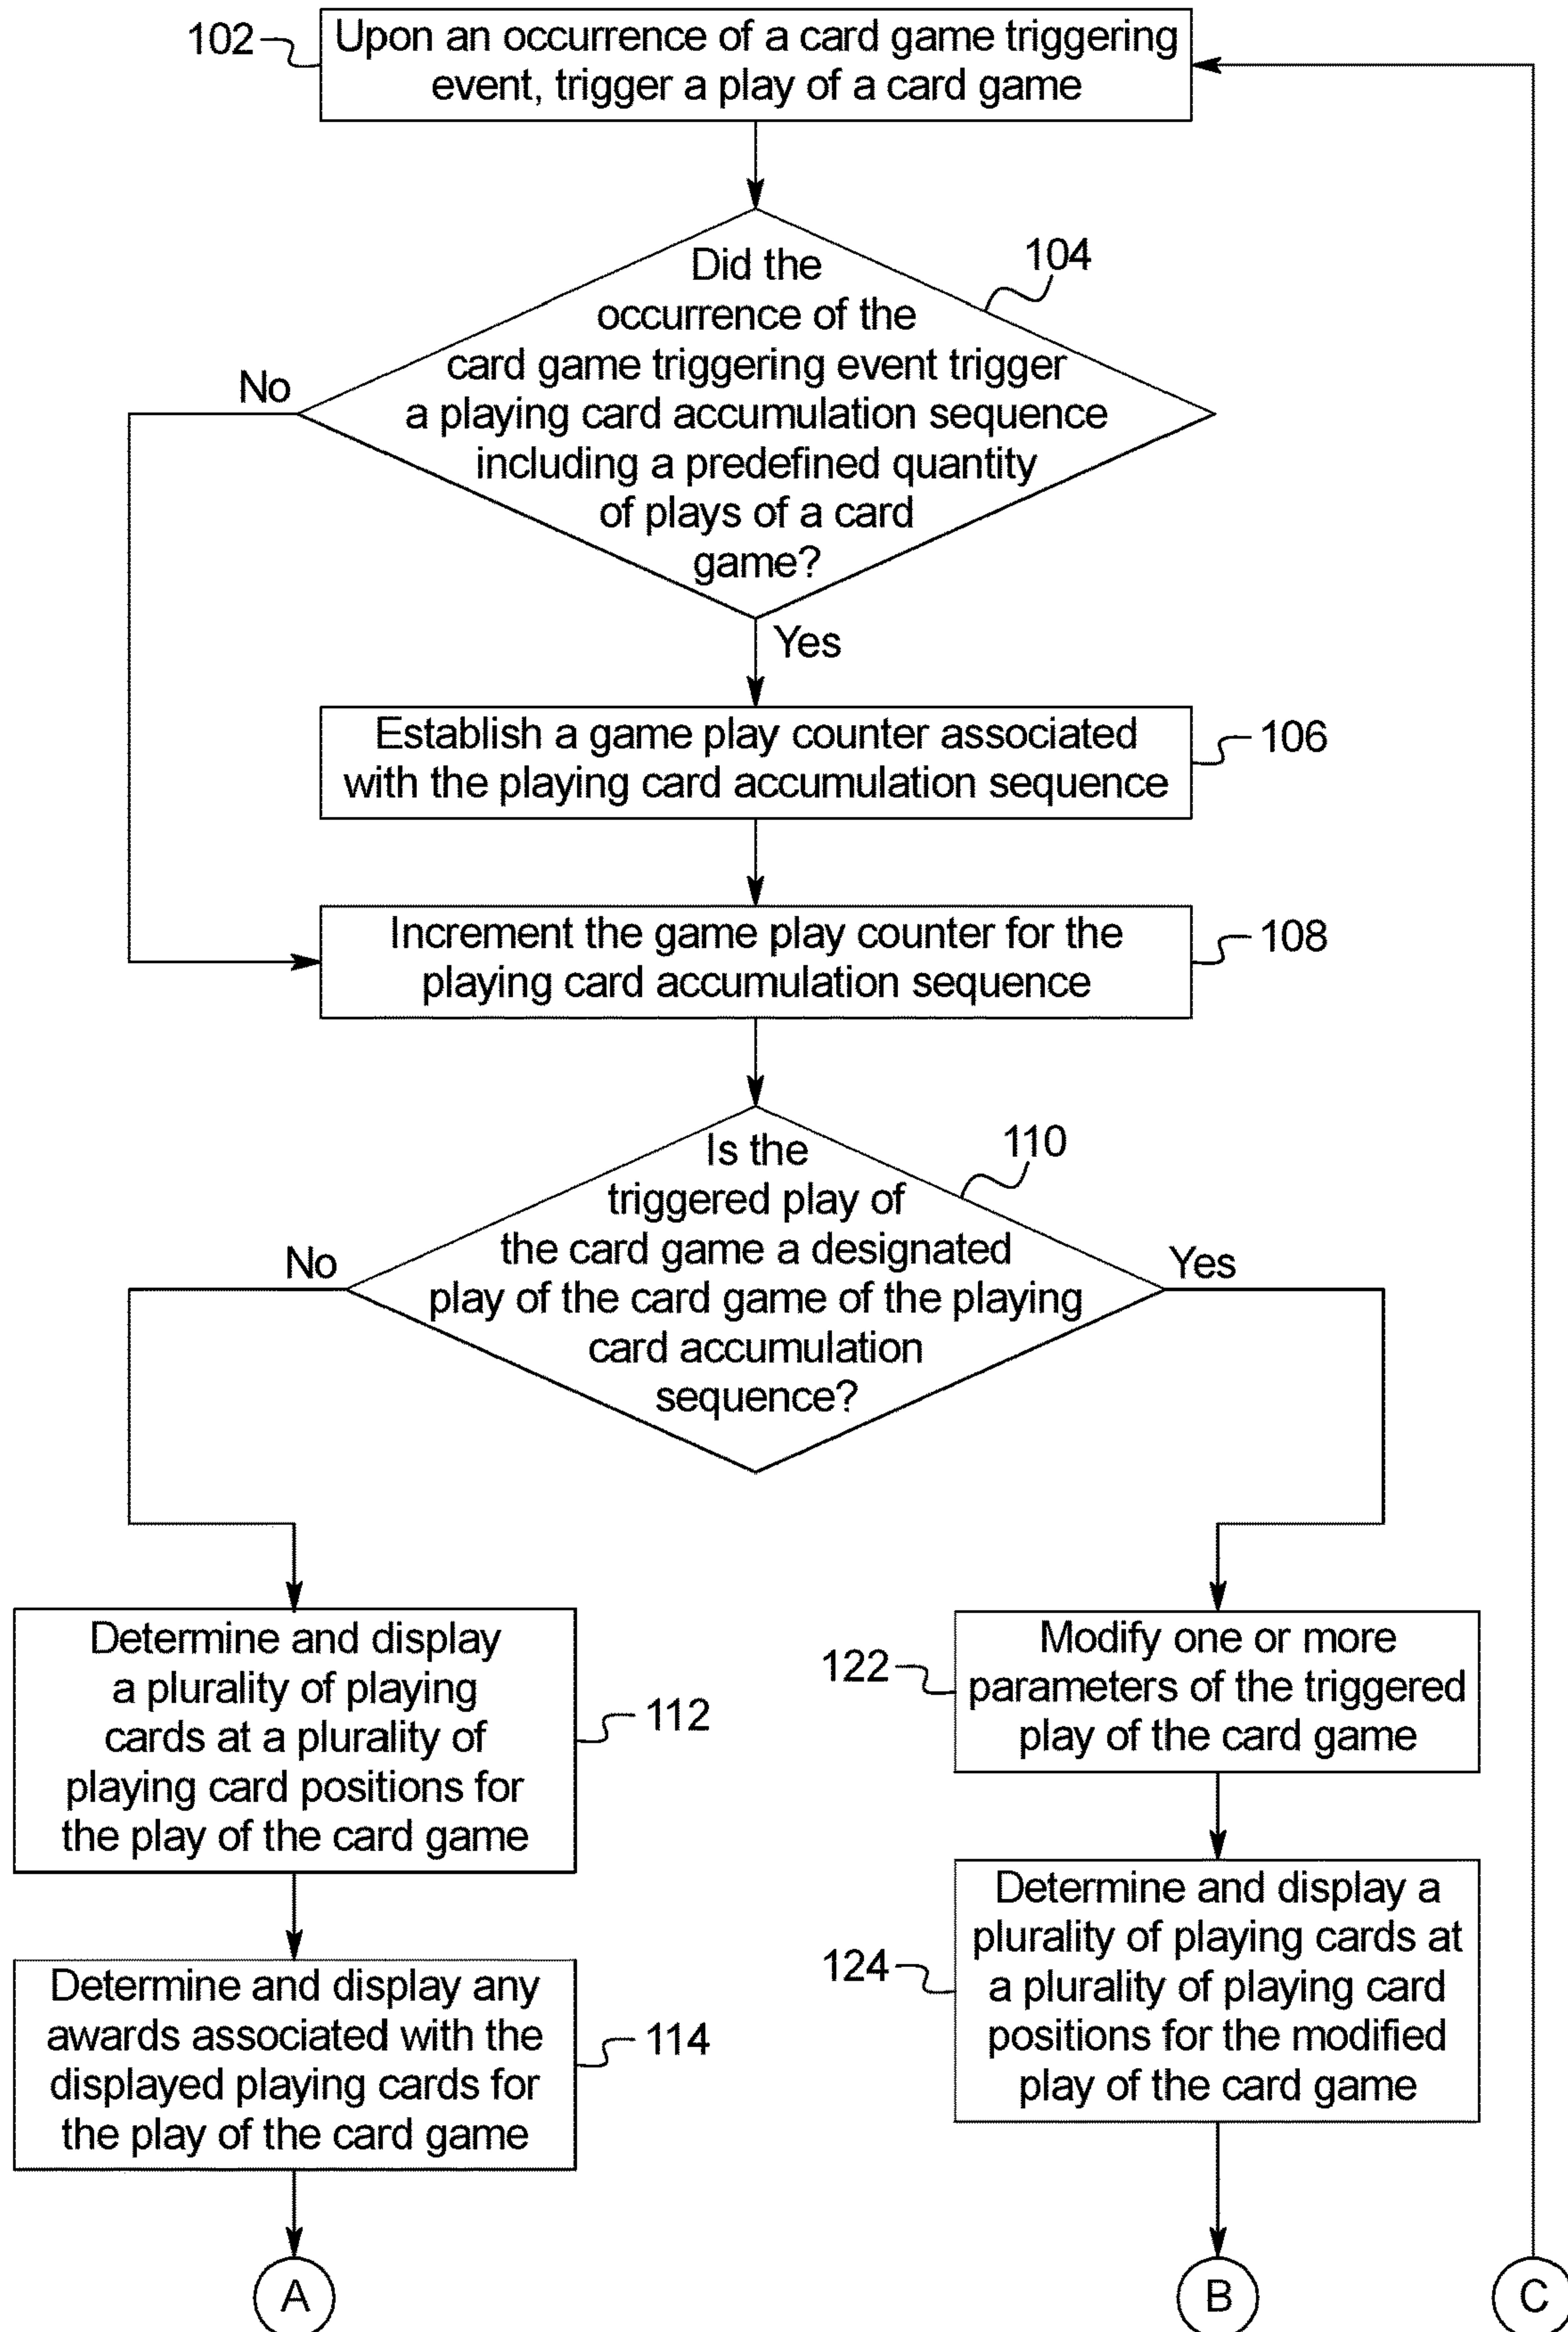 102
Upon an occurrence of a card game triggering
event, trigger a play of a card game
104
Did the
occurrence of the
card game triggering event trigger
a playing card accumulation sequence
including a predefined quantity
of plays of a card
game?
No
Yes
Establish a game play counter associated
with the playing card accumulation sequence
106
Increment the game play counter for the
playing card accumulation sequence
108
110
Is the
triggered play of
the card game a designated
play of the card game of the playing
card accumulation
sequence?
No
Yes
Determine and display
a plurality of playing
cards at a plurality of
playing card positions for
the play of the card game
112
Determine and display any
awards associated with the
displayed playing cards for
the play of the card game
114
122
Modify one or more
parameters of the triggered
play of the card game
124
Determine and display a
plurality of playing cards at
a plurality of playing card
positions for the modified
play of the card game
A
B
C